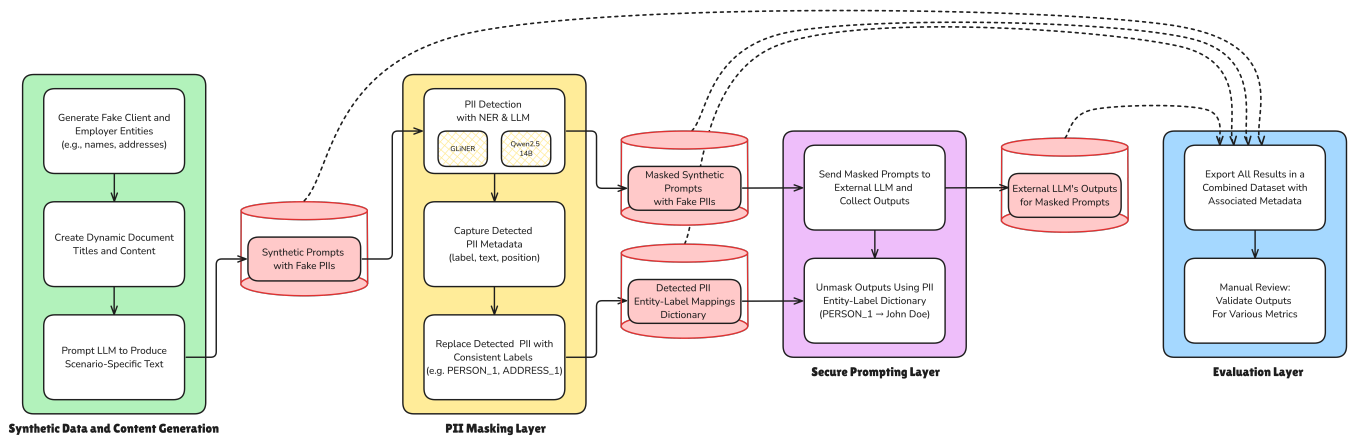 Generate Fake Client and
Employer Entities
(e.g., names, addresses)
Create Dynamic Document
Titles and Content
Prompt LLM to Produce
Scenario-Specific Text
Synthetic Data and Content Generation
Synthetic Prompts
with Fake PIIs
PII Detection
with NER & LLM
GLiNER
Qwen2.5
14B
Capture Detected
PII Metadata
(label, text, position)
Replace Detected PII with
Consistent Labels
(e.g. PERSON_1, ADDRESS_1)
PII Masking Layer
Masked Synthetic
Prompts
with Fake PIIs
Detected PII
Entity-Label Mappings
Dictionary
Send Masked Prompts to
External LLM and
Collect Outputs
Unmask Outputs Using PII
Entity-Label Dictionary
(PERSON_1 → John Doe)
Secure Prompting Layer
External LLM's Outputs
for Masked Prompts
Export All Results in a
Combined Dataset with
Associated Metadata
Manual Review:
Validate Outputs
For Various Metrics
Evaluation Layer